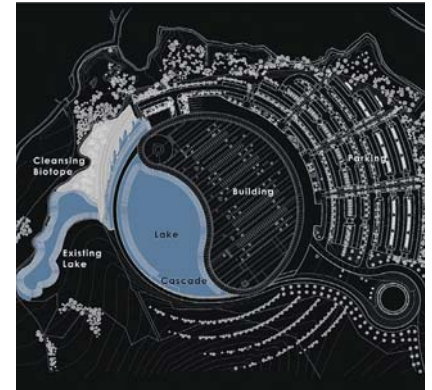 Cleansing
Biotope
Parking
Building
Lake
Existing
Lake
Cascade